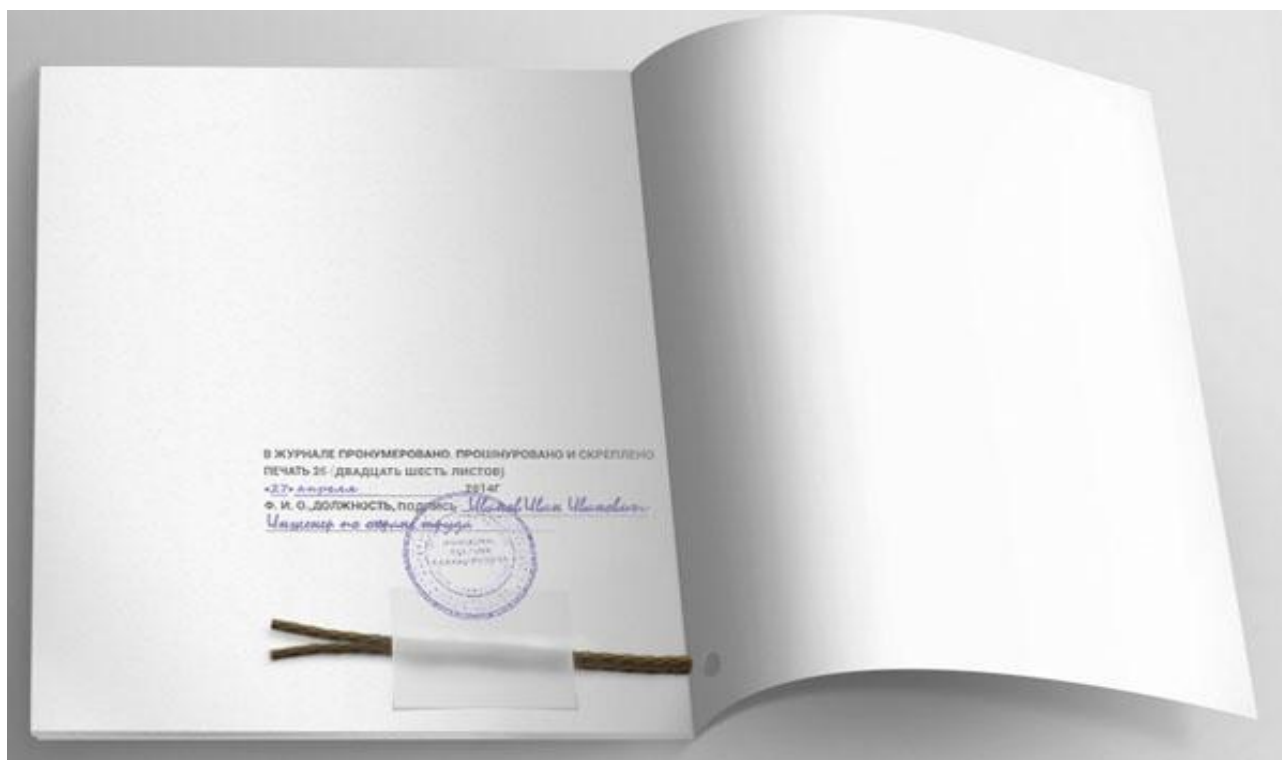 В ЖУРНАЛЕ ПРОНУМЕРОВАНО. ПРОШНУРОВАНО И СКРЕПЛЕНО
ПЕЧАТЬ 26 (ДВАДЦАТЬ ШЕСТЬ ЛИСТОВ)
«27» апреля 2014Г
Ф. И. О. ДОЛЖНОСТЬ, подпись Иванов Иван Иванович
Инженер по охране труда